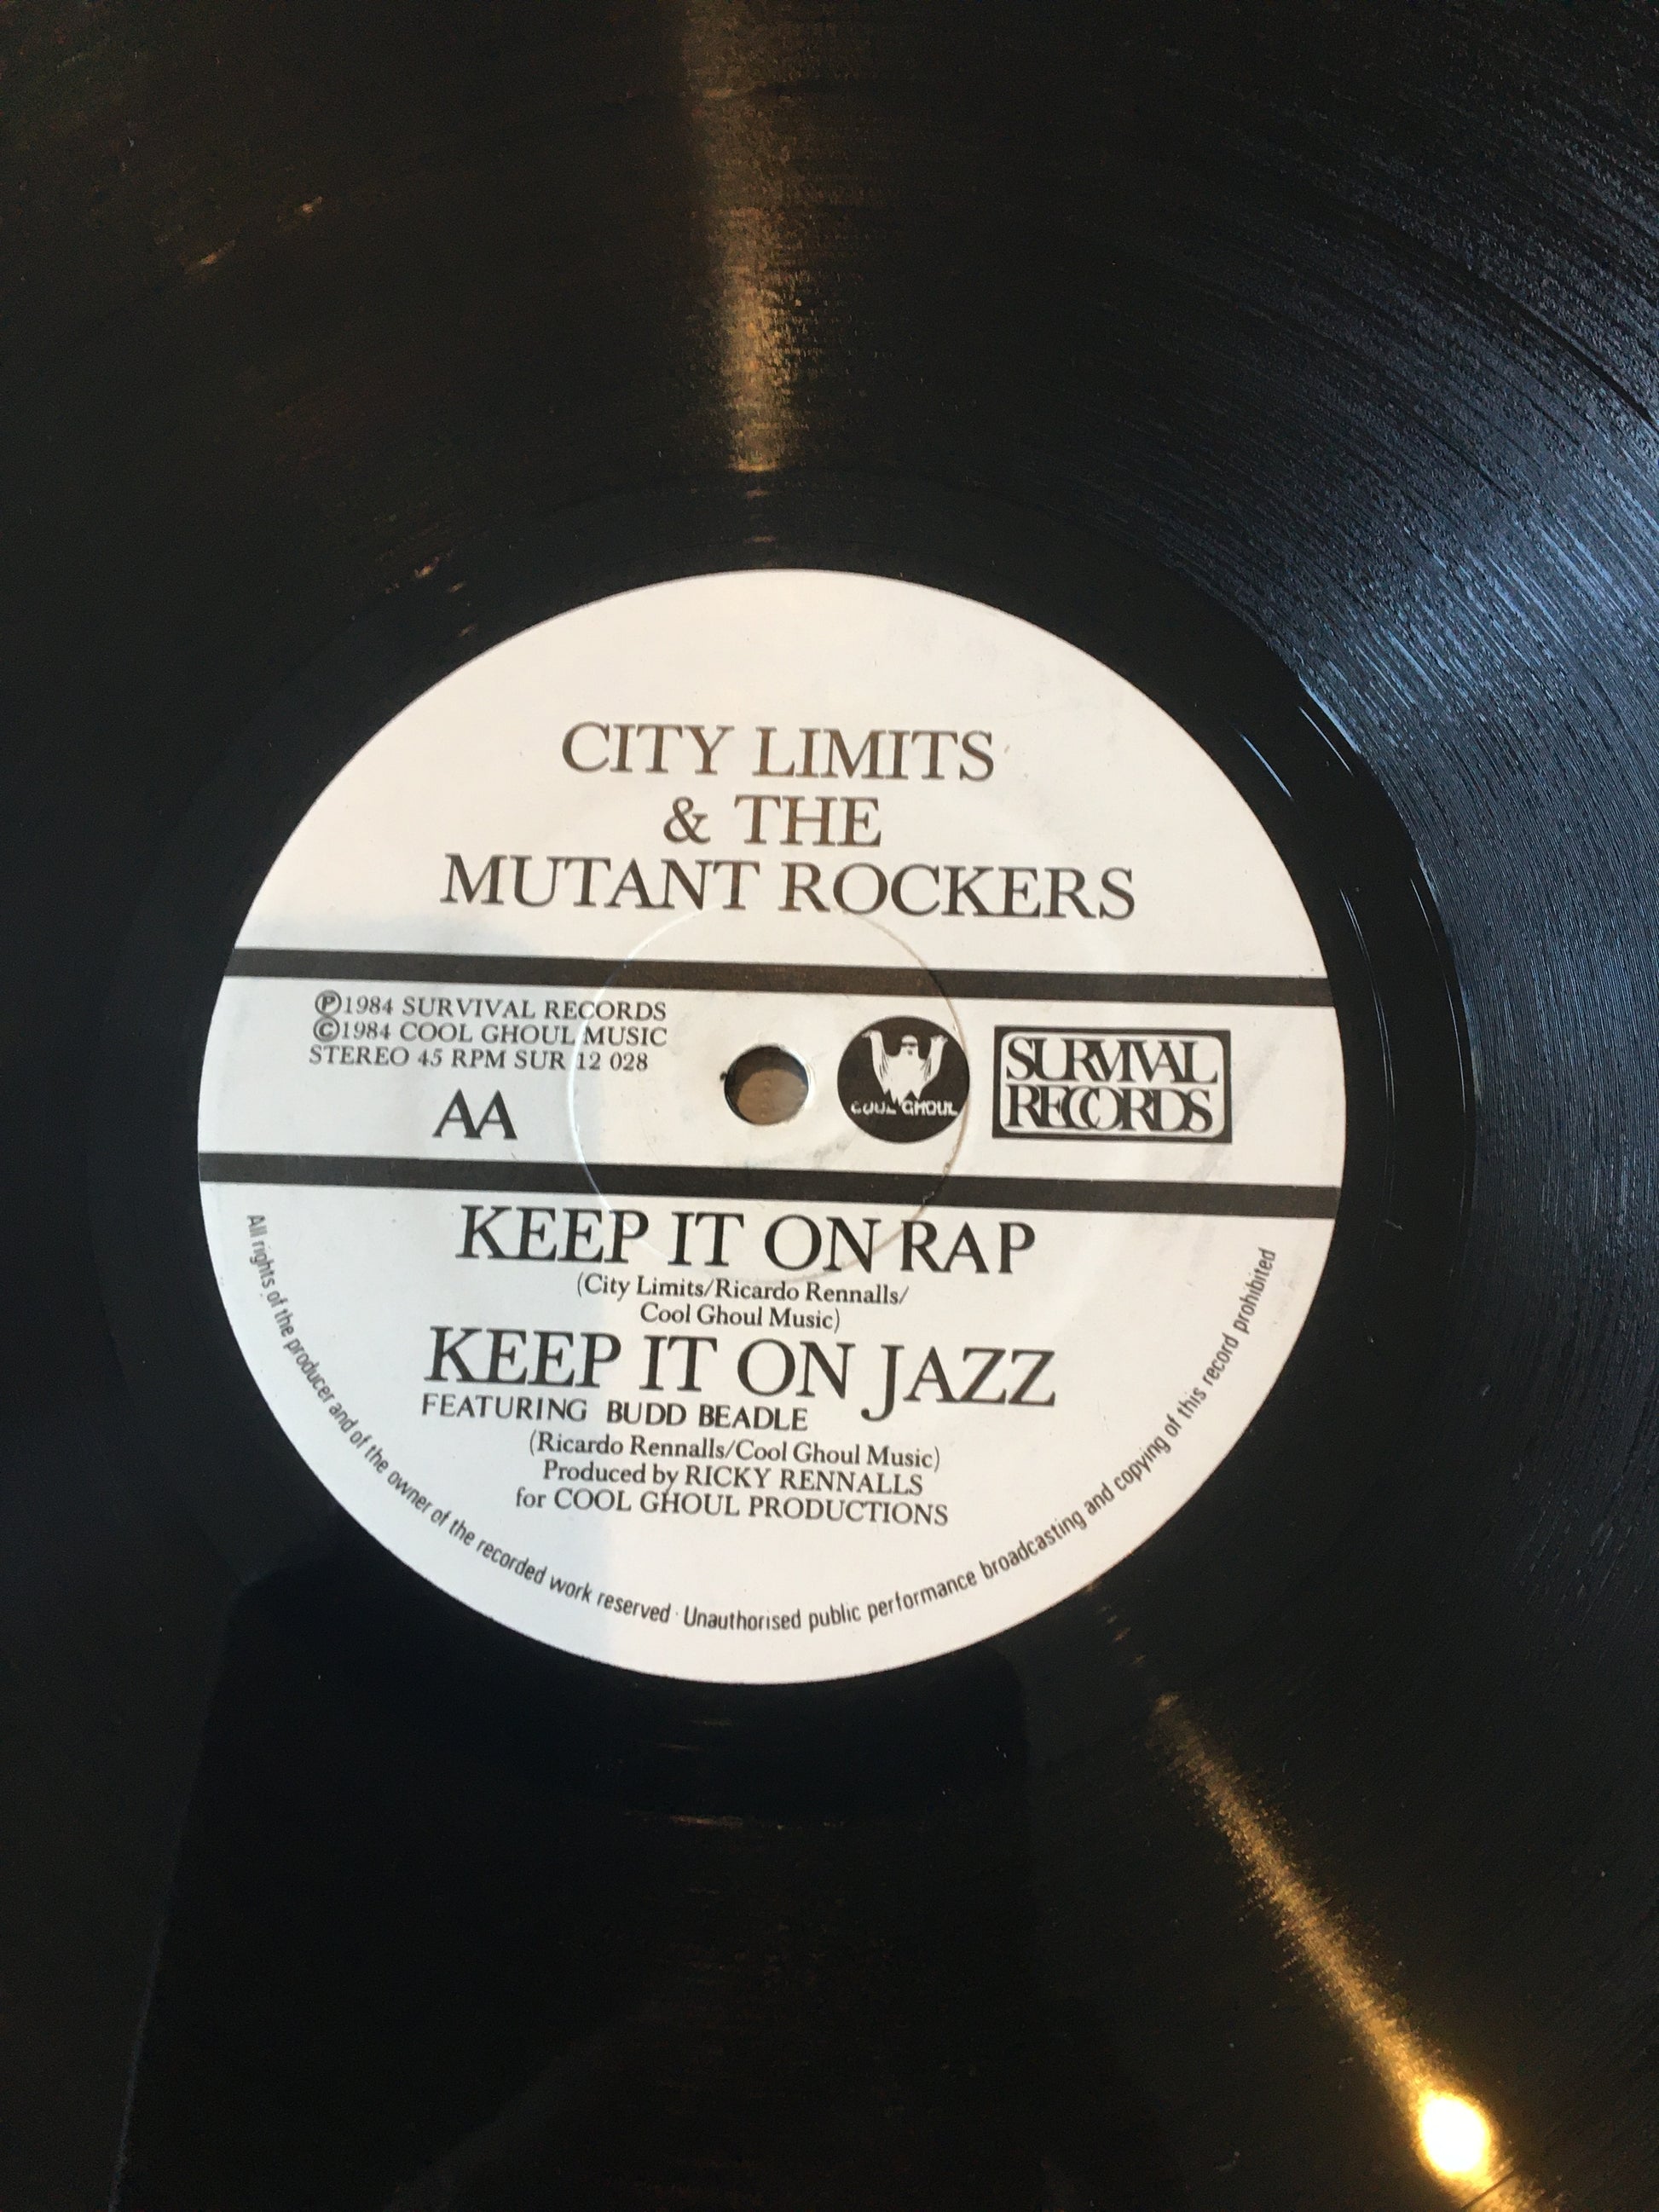 CITY LIMITS
& THE
MUTANT ROCKERS
Ⓟ1984 SURVIVAL RECORDS
©1984 COOL GHOUL MUSIC
STEREO 45 RPM SUR 12 028
AA
COOL GHOUL
SURVIVAL
RECORDS
KEEP IT ON RAP
(City Limits/Ricardo Rennalls/
Cool Ghoul Music)
KEEP IT ON JAZZ
FEATURING BUDD BEADLE
(Ricardo Rennalls/Cool Ghoul Music)
Produced by RICKY RENNALLS
for COOL GHOUL PRODUCTIONS
All rights of the producer and of the owner of the recorded work reserved · Unauthorised public performance broadcasting and copying of this record prohibited